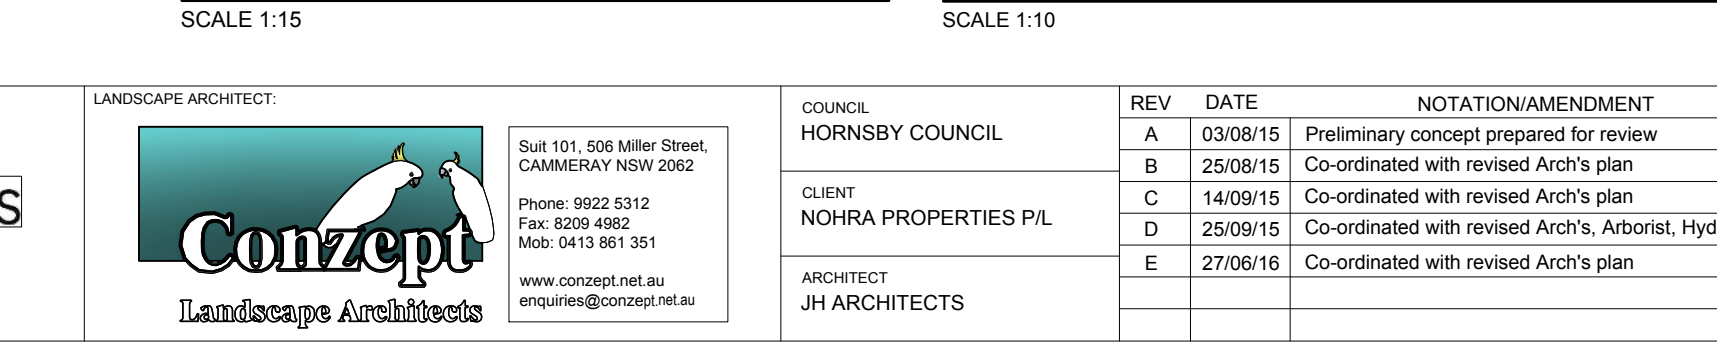 SCALE 1:15
SCALE 1:10
S
LANDSCAPE ARCHITECT:
Conzept
Landscape Architects
Suit 101, 506 Miller Street,
CAMMERAY NSW 2062
Phone: 9922 5312
Fax: 8209 4982
Mob: 0413 861 351
www.conzept.net.au
enquiries@conzept.net.au
COUNCIL
HORNSBY COUNCIL
CLIENT
NOHRA PROPERTIES P/L
ARCHITECT
JH ARCHITECTS
REV DATE NOTATION/AMENDMENT
A 03/08/15 Preliminary concept prepared for review
B 25/08/15 Co-ordinated with revised Arch's plan
C 14/09/15 Co-ordinated with revised Arch's plan
D 25/09/15 Co-ordinated with revised Arch's, Arborist, Hyd
E 27/06/16 Co-ordinated with revised Arch's plan